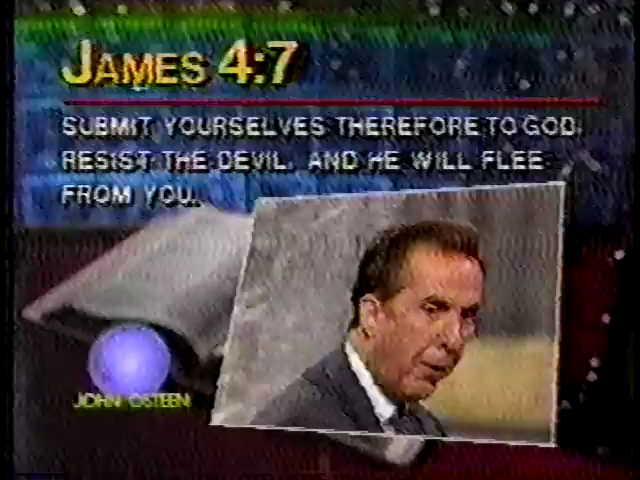 JAMES 4:7
SUBMIT YOURSELVES THEREFORE TO GOD.
RESIST THE DEVIL, AND HE WILL FLEE
FROM YOU.
JOHN OSTEEN